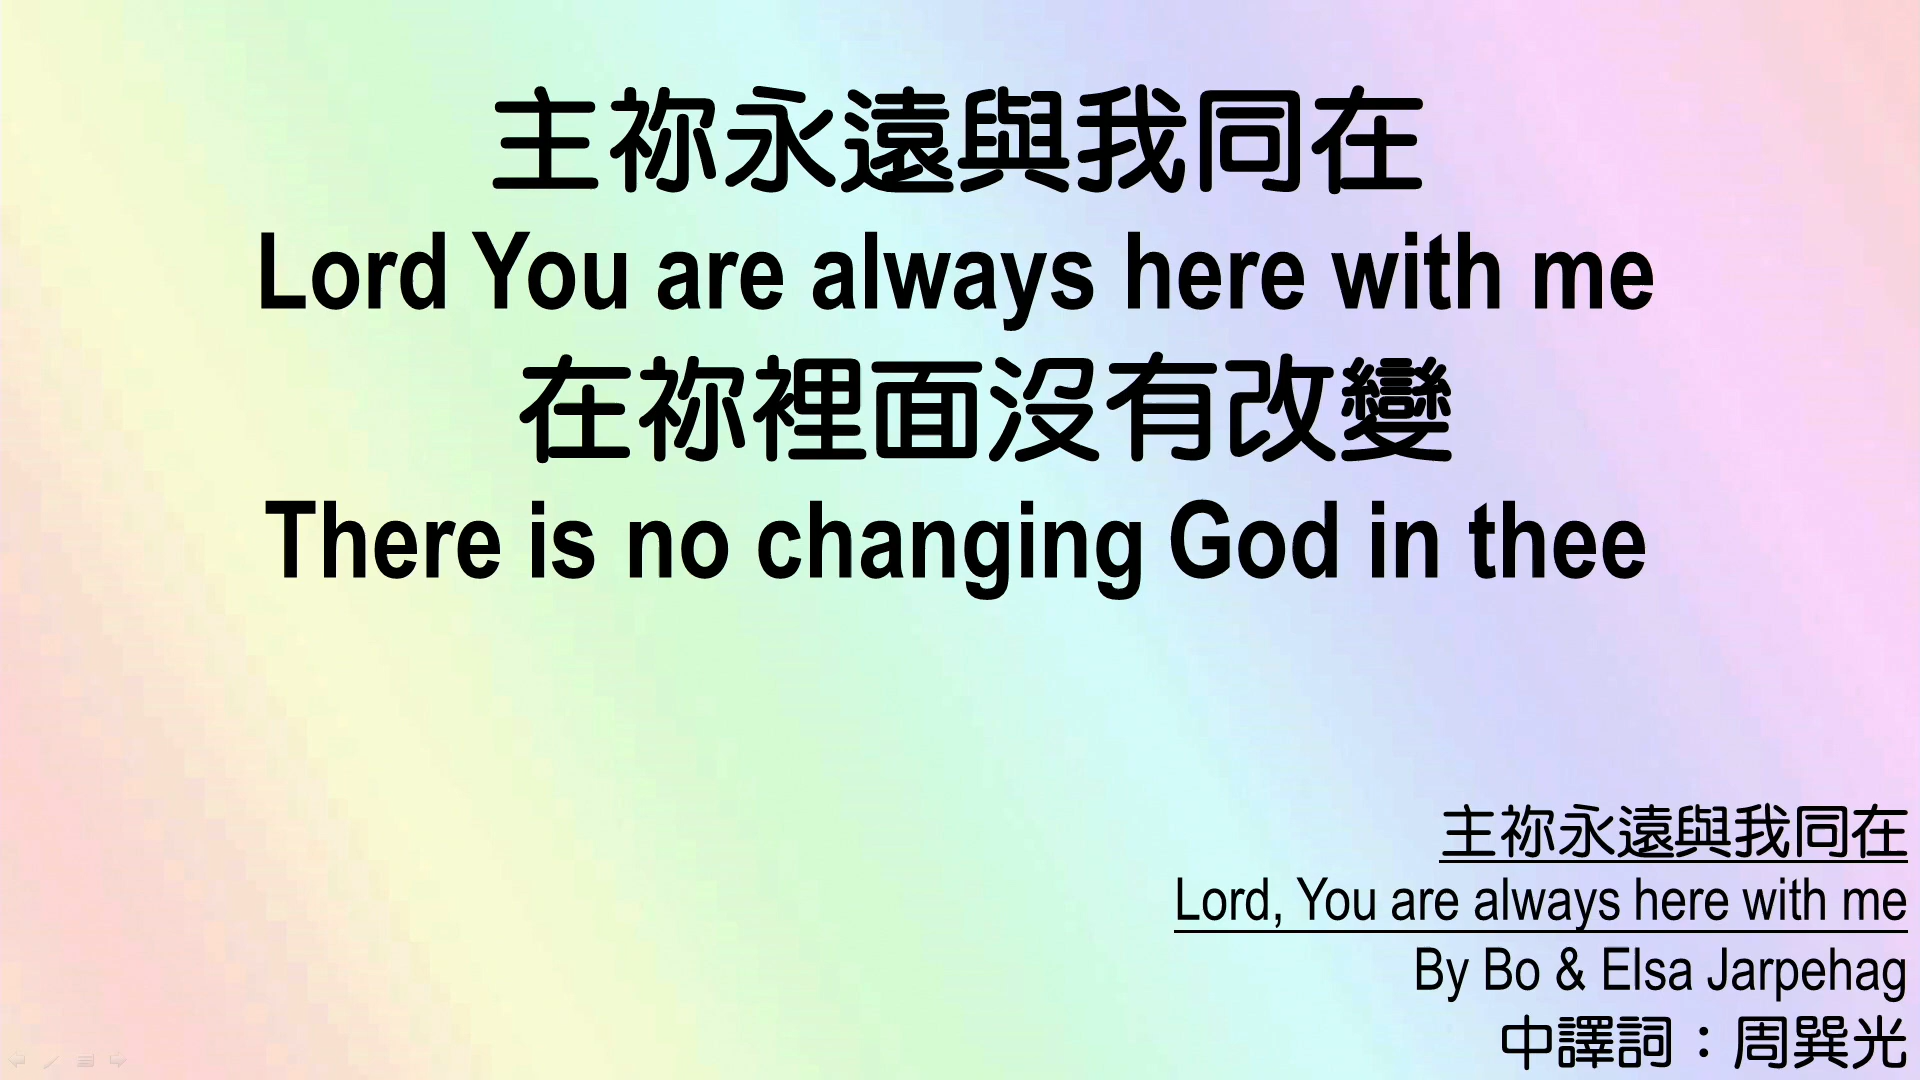 主祢永遠與我同在
Lord You are always here with me
在祢裡面沒有改變
There is no changing God in thee
主祢永遠與我同在
Lord, You are always here with me
By Bo & Elsa Jarpehag
中譯詞：周巽光